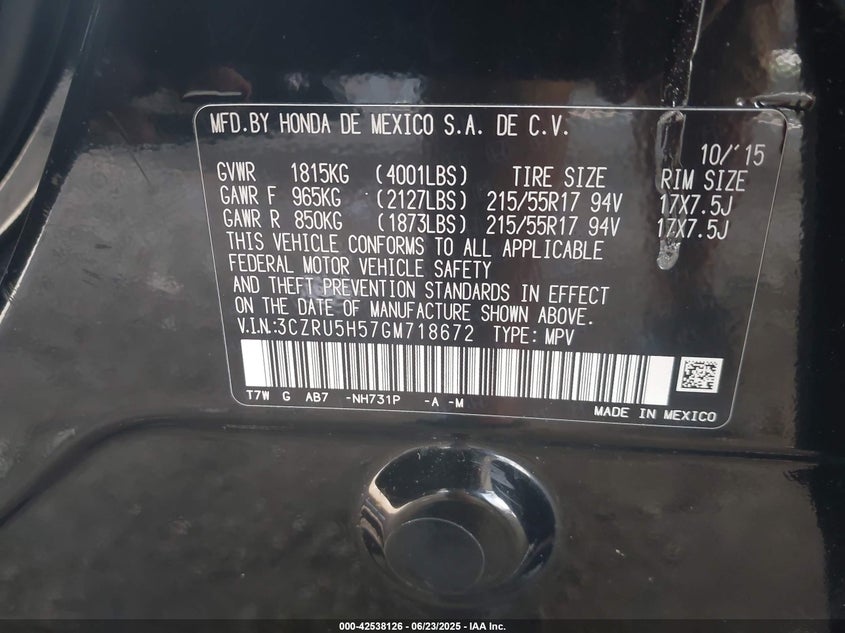 MFD.BY HONDA DE MEXICO S.A. DE C.V.
10/'15
GVWR 1815KG (4001LBS) TIRE SIZE RIM SIZE
GAWR F 965KG (2127LBS) 215/55R17 94V 17X7.5J
GAWR R 850KG (1873LBS) 215/55R17 94V 17X7.5J
THIS VEHICLE CONFORMS TO ALL APPLICABLE
FEDERAL MOTOR VEHICLE SAFETY
AND THEFT PREVENTION STANDARDS IN EFFECT
ON THE DATE OF MANUFACTURE SHOWN ABOVE.
V.I.N.:3CZRU5H57GM718672 TYPE: MPV
T7W G AB7 -NH731P -A -M
MADE IN MEXICO
000-42538126 - 06/23/2025 - IAA Inc.